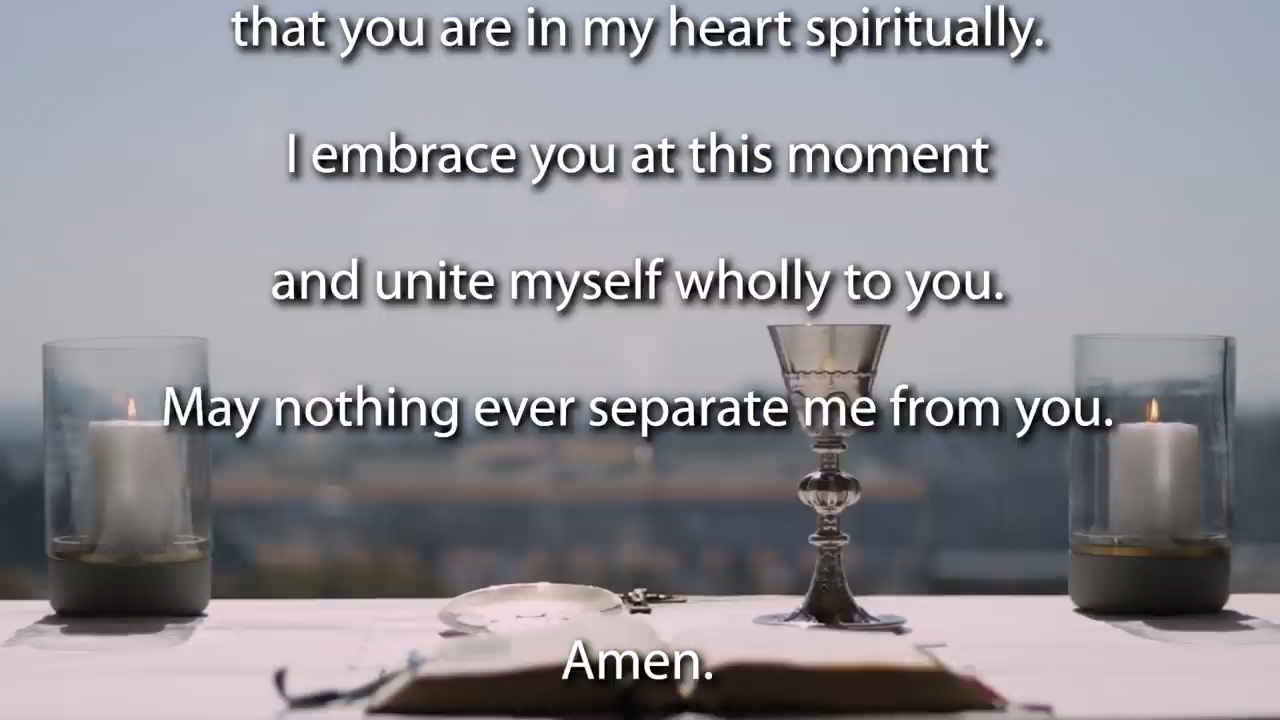 that you are in my heart spiritually.
I embrace you at this moment
and unite myself wholly to you.
May nothing ever separate me from you.
Amen.